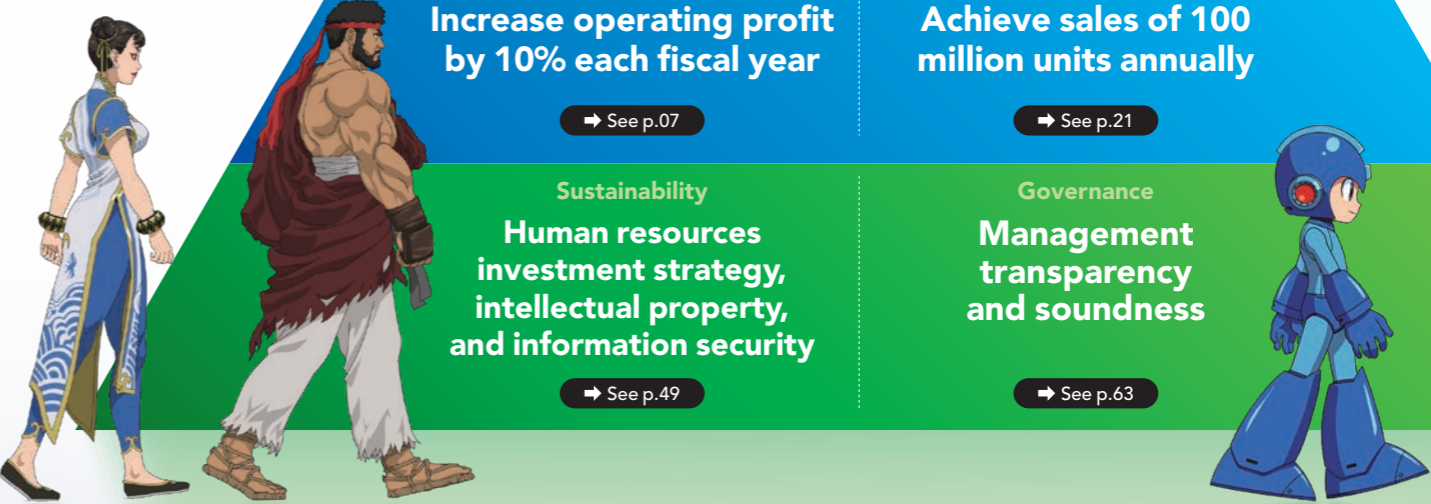 Increase operating profit
by 10% each fiscal year
➡ See p.07
Achieve sales of 100
million units annually
➡ See p.21
Sustainability
Human resources
investment strategy,
intellectual property,
and information security
➡ See p.49
Governance
Management
transparency
and soundness
➡ See p.63